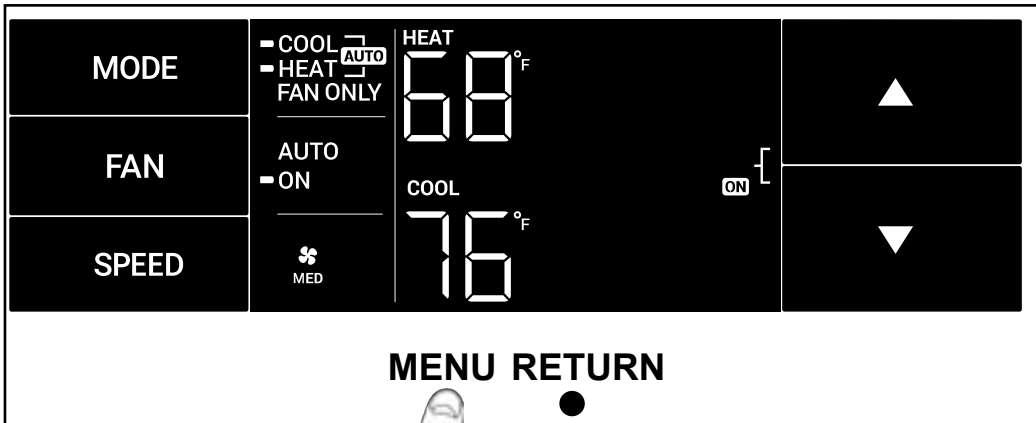 MODE
FAN
SPEED
COOL
HEAT
AUTO
FAN ONLY
AUTO
ON
MED
HEAT
68°F
COOL
76°F
ON
MENU RETURN